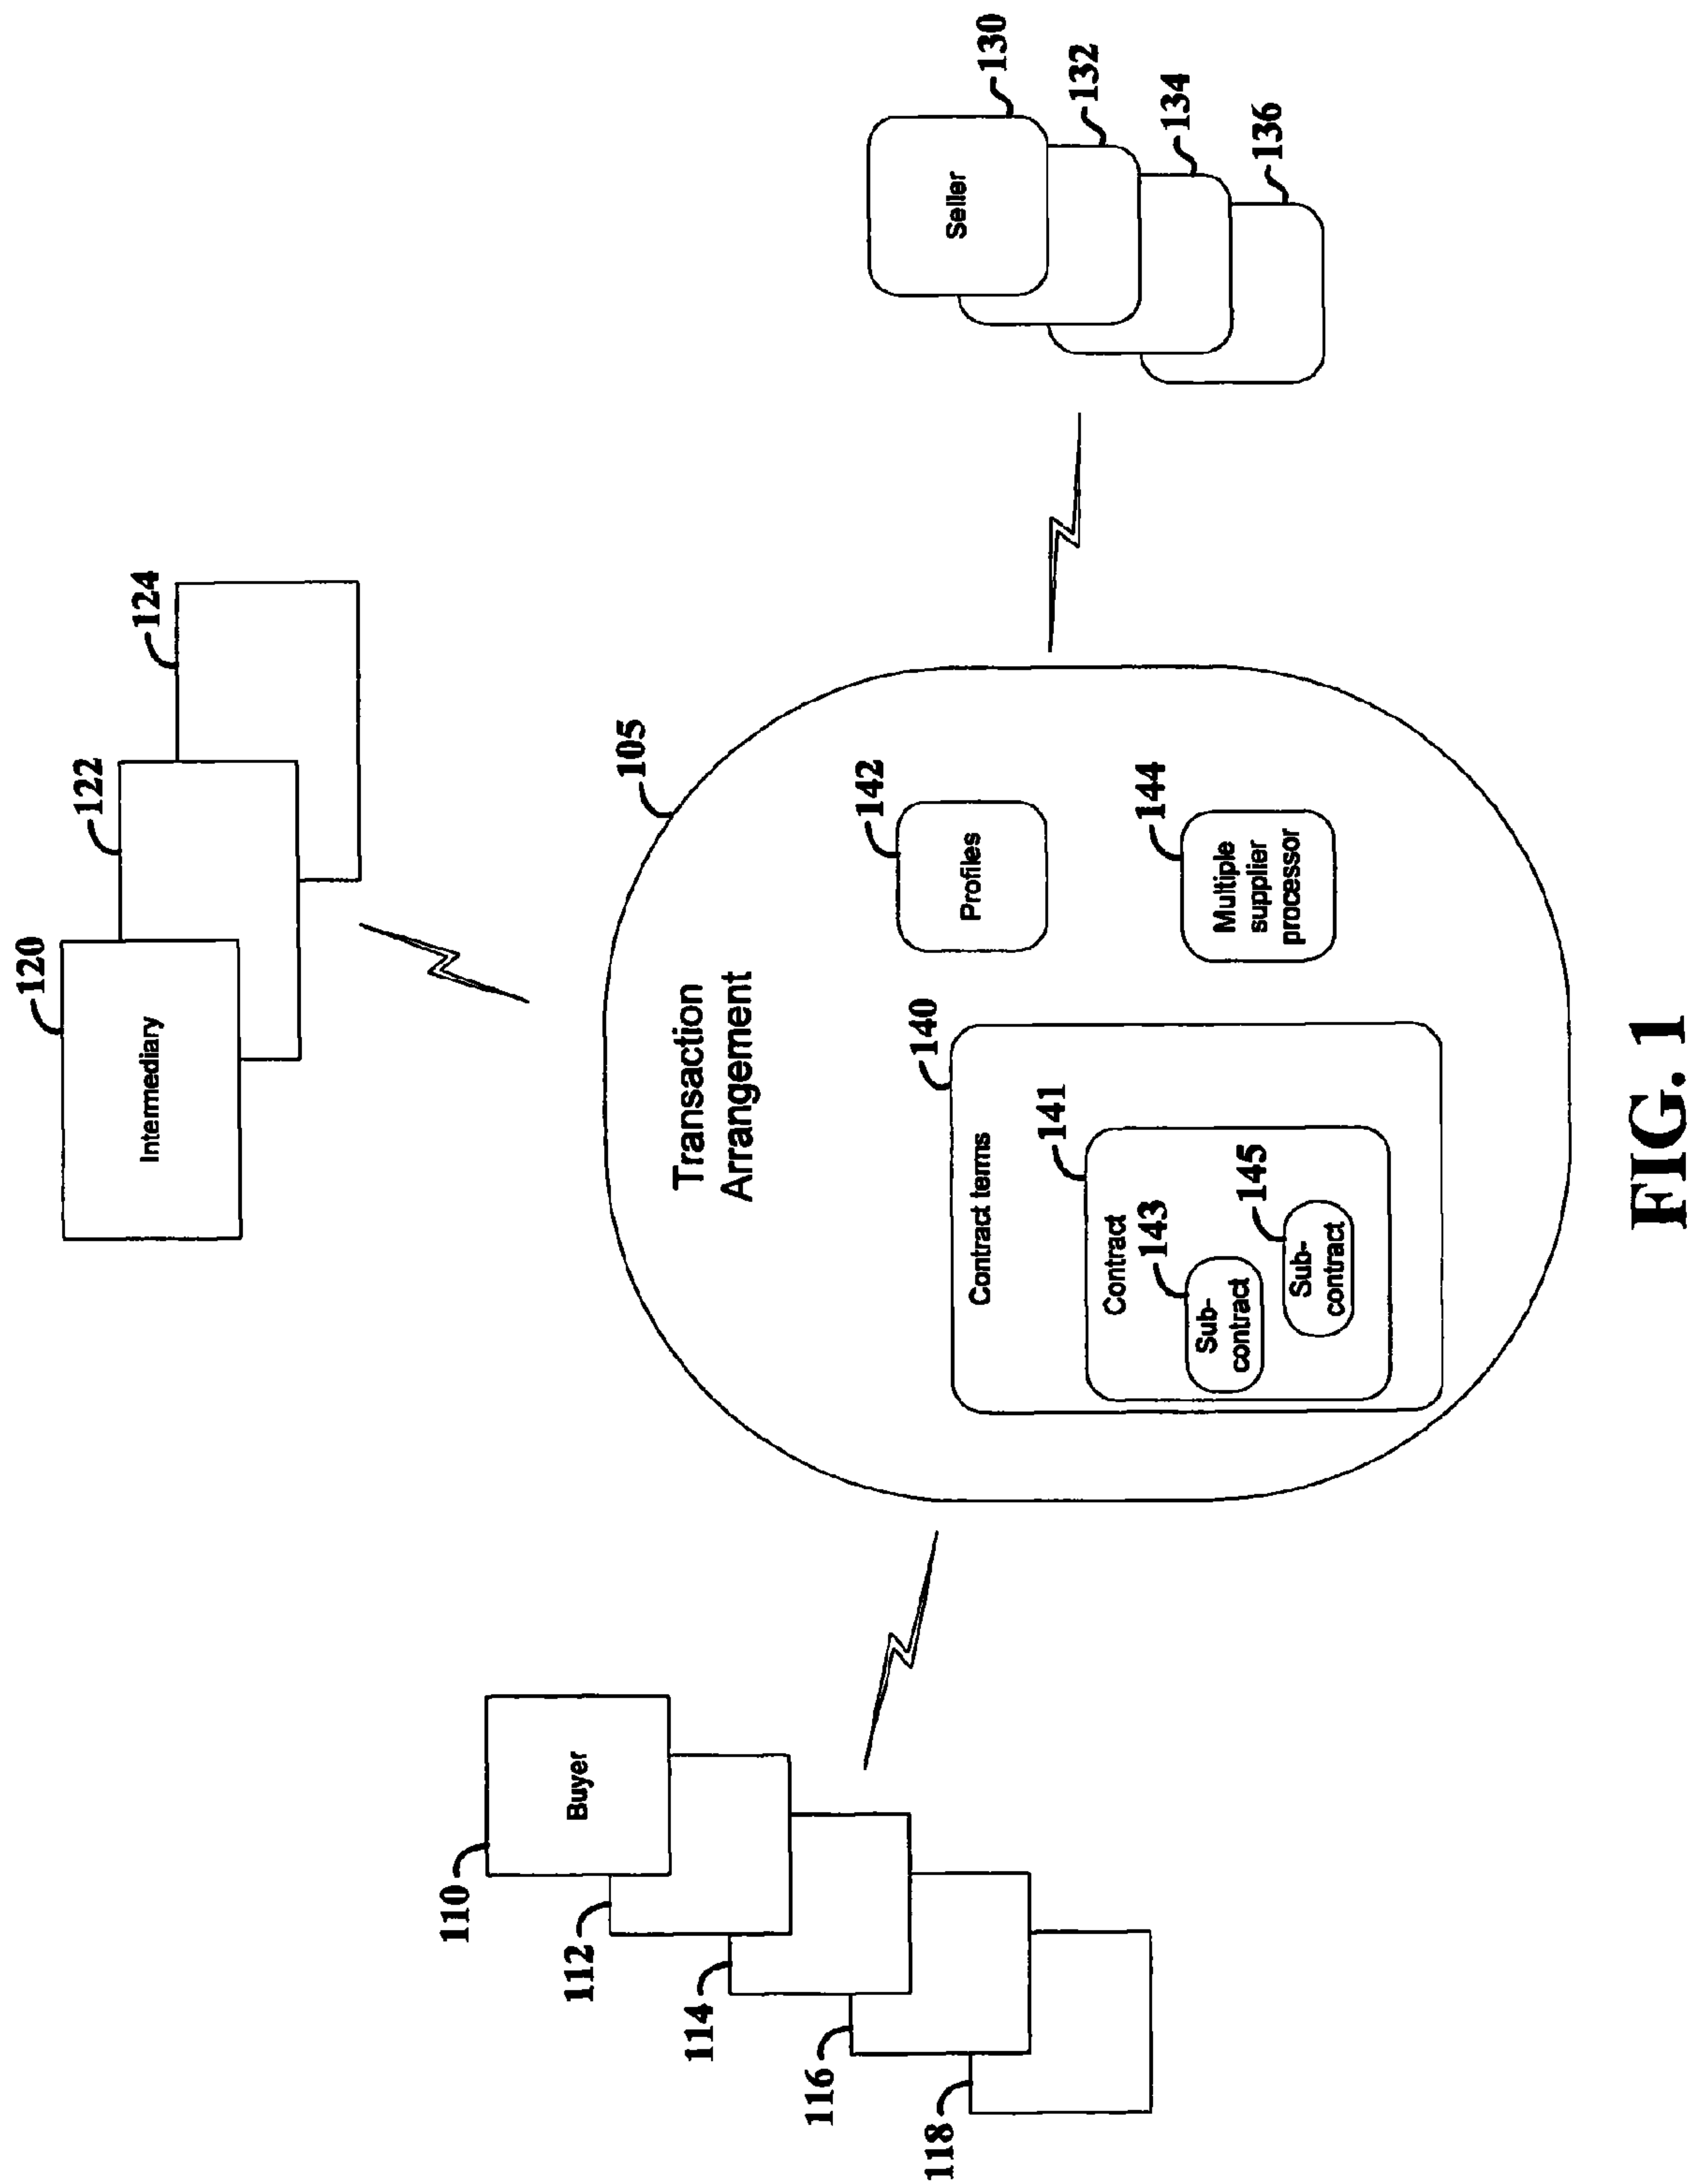 120
Intermediary
122
124
110
Buyer
112
114
116
118
105
Transaction
Arrangement
140
Contract terms
141
Contract
143
Sub-
contract
145
Sub-
contract
142
Profiles
144
Multiple
supplier
processor
130
Seller
132
134
136
FIG. 1